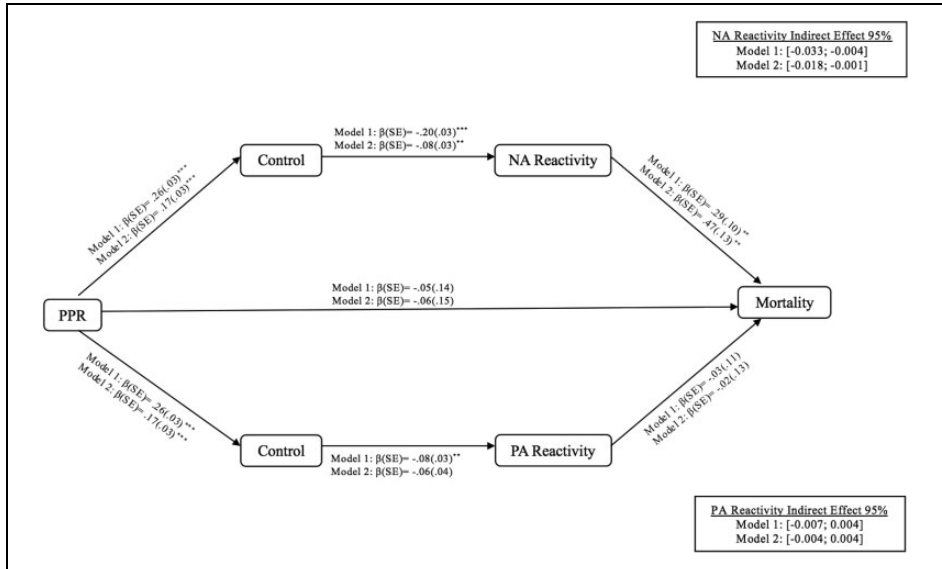 NA Reactivity Indirect Effect 95%
Model 1: [-0.033; -0.004]
Model 2: [-0.018; -0.001]
Model 1: β(SE)= -.20(.03)***
Model 2: β(SE)= -.08(.03)**
Control
NA Reactivity
Model 1: β(SE)= .26(.03)***
Model 2: β(SE)= .17(.03)***
Model 1: β(SE)= .29(.10)**
Model 2: β(SE)= .47(.13)**
Model 1: β(SE)= -.05(.14)
Model 2: β(SE)= -.06(.15)
PPR
Mortality
Model 1: β(SE)= .26(.03)***
Model 2: β(SE)= .17(.03)***
Model 1: β(SE)= -.03(.11)
Model 2: β(SE)= -.02(.13)
Control
PA Reactivity
Model 1: β(SE)= -.08(.03)**
Model 2: β(SE)= -.06(.04)
PA Reactivity Indirect Effect 95%
Model 1: [-0.007; 0.004]
Model 2: [-0.004; 0.004]